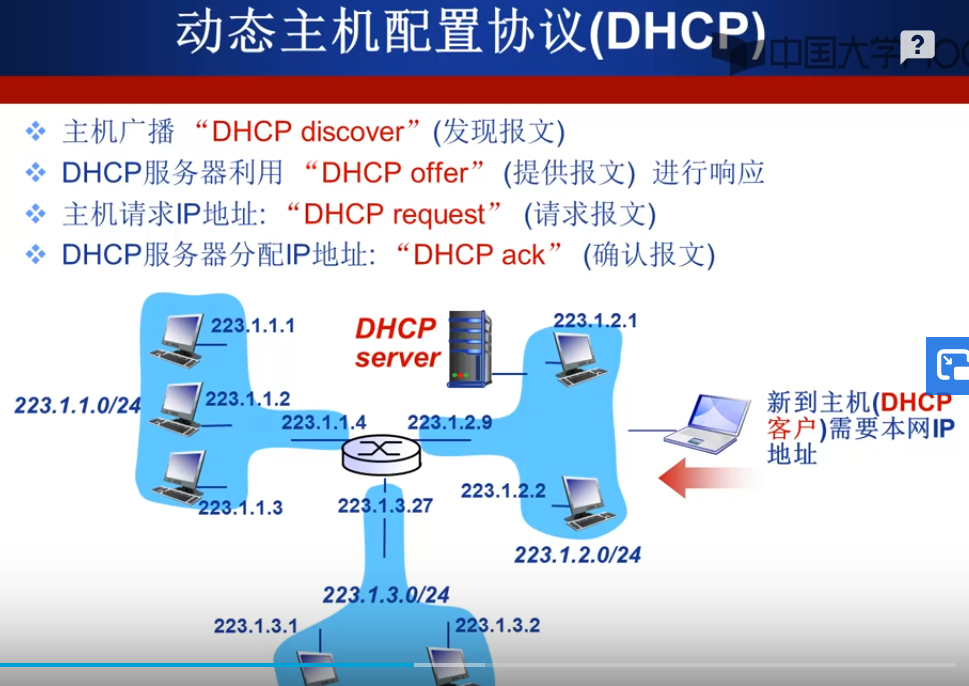 动态主机配置协议(DHCP)
中国大学MOO
?
主机广播 “DHCP discover” (发现报文)
DHCP服务器利用 “DHCP offer” (提供报文) 进行响应
主机请求IP地址: “DHCP request” (请求报文)
DHCP服务器分配IP地址: “DHCP ack” (确认报文)
223.1.1.1
DHCP
server
223.1.2.1
223.1.1.0/24
223.1.1.2
223.1.1.4
223.1.2.9
新到主机(DHCP
客户)需要本网IP
地址
223.1.1.3
223.1.3.27
223.1.2.2
223.1.2.0/24
223.1.3.0/24
223.1.3.1
223.1.3.2